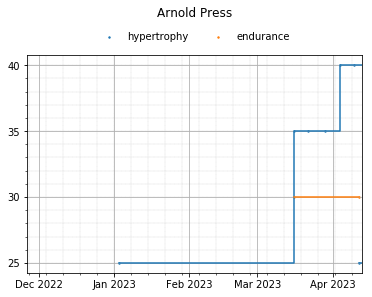 Arnold Press
hypertrophy endurance
40
35
30
25
Dec 2022 Jan 2023 Feb 2023 Mar 2023 Apr 2023